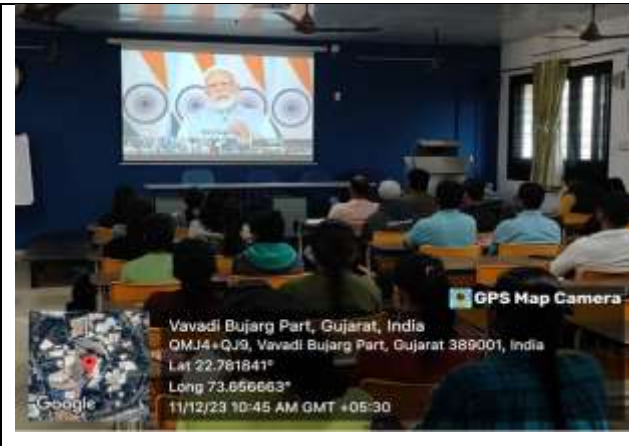 GPS Map Camera
Vavadi Bujarg Part, Gujarat, India
QMJ4+QJ9, Vavadi Bujarg Part, Gujarat 389001, India
Lat 22.781841°
Long 73.656663°
11/12/23 10:45 AM GMT +05:30
Google